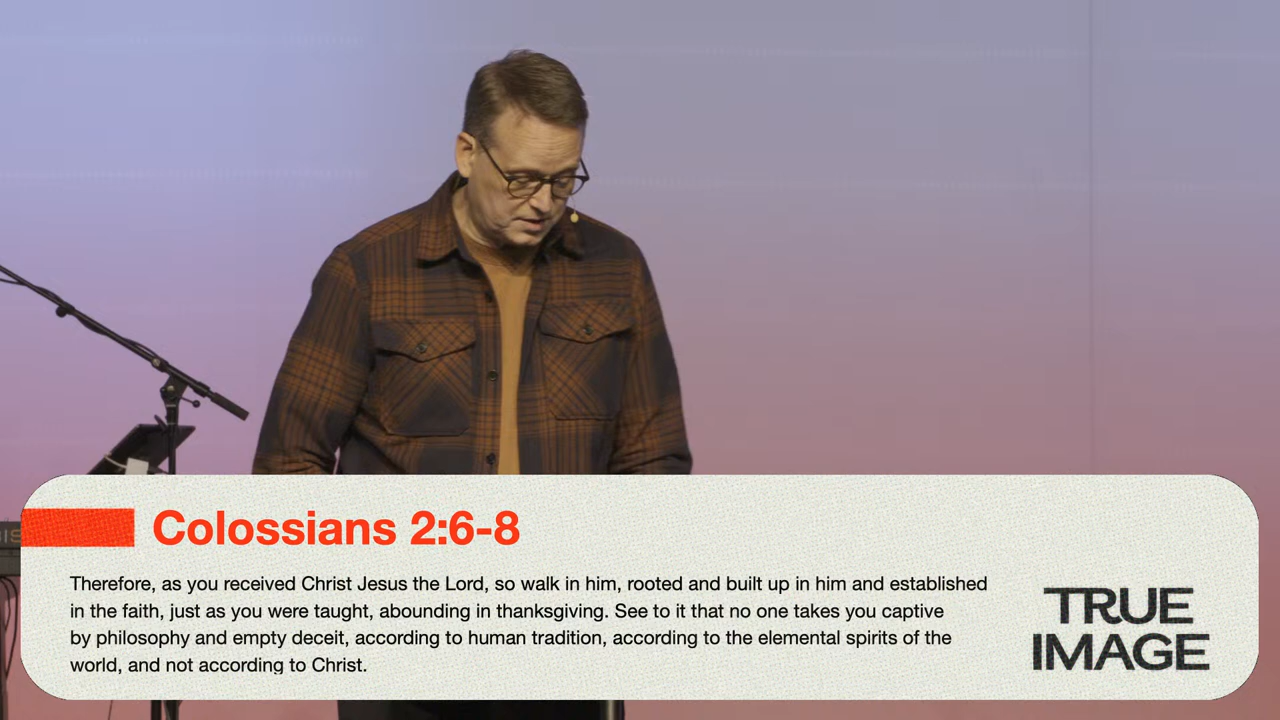 Colossians 2:6-8
Therefore, as you received Christ Jesus the Lord, so walk in him, rooted and built up in him and established
in the faith, just as you were taught, abounding in thanksgiving. See to it that no one takes you captive
by philosophy and empty deceit, according to human tradition, according to the elemental spirits of the
world, and not according to Christ.
TRUE
IMAGE